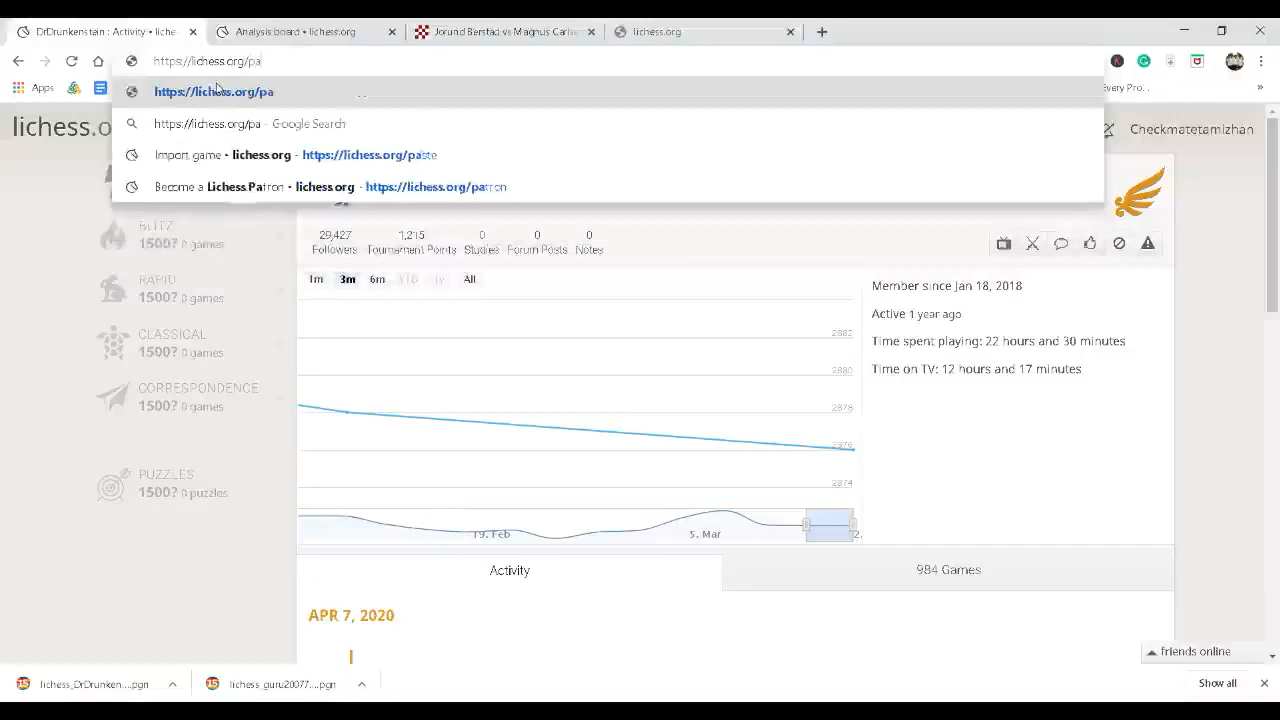 DrDrunkenstein : Activity • liche
Analysis board • lichess.org
Jorund Berstad vs Magnus Carlse
lichess.org
https://lichess.org/pa
Apps
https://lichess.org/pa
https://lichess.org/pa - Google Search
Import game • lichess.org - https://lichess.org/paste
Become a Lichess Patron • lichess.org - https://lichess.org/patron
Every Pro...
lichess.o
Checkmatetamizhan
BLITZ
1500? 0 games
RAPID
1500? 0 games
CLASSICAL
1500? 0 games
CORRESPONDENCE
1500? 0 games
PUZZLES
1500? 0 puzzles
29,427 1,215 0 0 0
Followers Tournament Points Studies Forum Posts Notes
1m 3m 6m YTD 1y All
2882
2880
2878
2876
2874
19. Feb 5. Mar 2.
Member since Jan 18, 2018
Active 1 year ago
Time spent playing: 22 hours and 30 minutes
Time on TV: 12 hours and 17 minutes
Activity 984 Games
APR 7, 2020
friends online
lichess_DrDrunken....pgn
lichess_guru20077....pgn
Show all